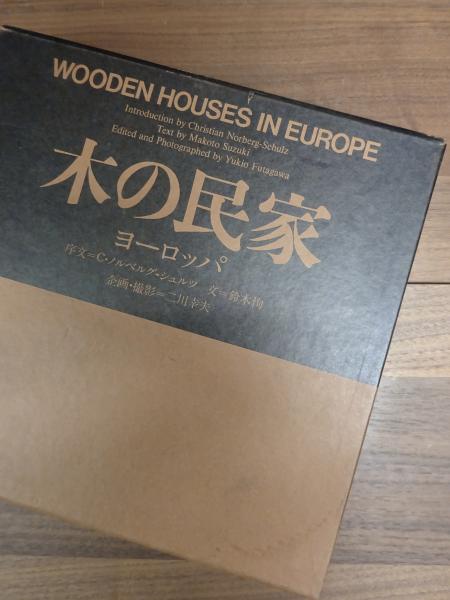 WOODEN HOUSES IN EUROPE
Introduction by Christian Norberg-Schulz
Text by Makoto Suzuki
Edited and Photographed by Yukio Futagawa
木の民家
ヨーロッパ
序文=C・ノルベルグ-シュルツ 文=鈴木恂
企画・撮影=二川幸夫